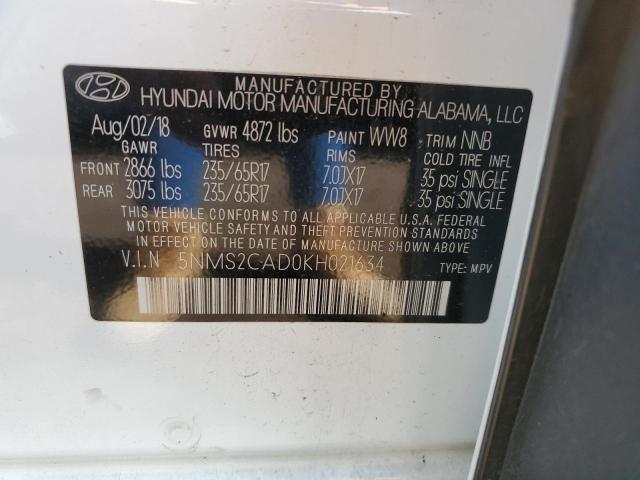 MANUFACTURED BY
HYUNDAI MOTOR MANUFACTURING ALABAMA, LLC
Aug/02/18 GVWR 4872 lbs PAINT WW8 TRIM NNB
GAWR TIRES RIMS COLD TIRE INFL
FRONT 2866 lbs 235/65R17 7.0JX17 35 psi SINGLE
REAR 3075 lbs 235/65R17 7.0JX17 35 psi SINGLE
THIS VEHICLE CONFORMS TO ALL APPLICABLE U.S.A. FEDERAL
MOTOR VEHICLE SAFETY AND THEFT PREVENTION STANDARDS
IN EFFECT ON THE DATE OF MANUFACTURE SHOWN ABOVE.
V.I.N 5NMS2CAD0KH021634 TYPE: MPV